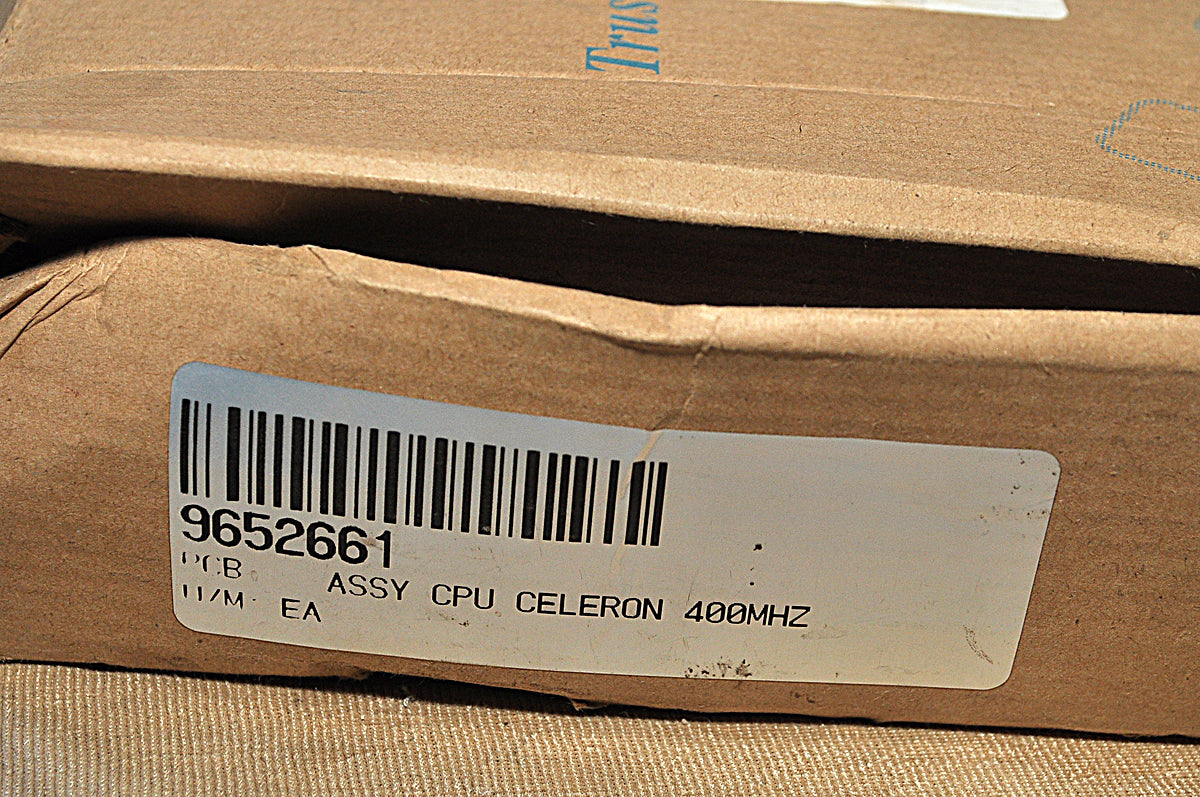 Trus
9652661
PCB ASSY CPU CELERON 400MHZ
U/M EA